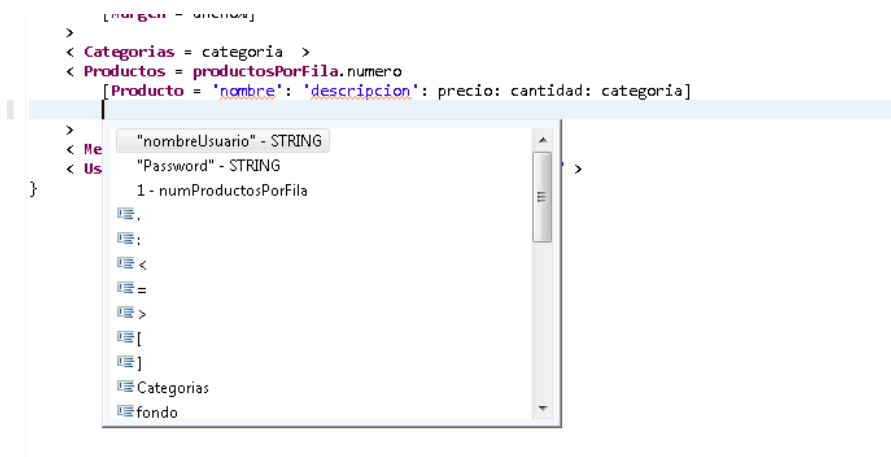 >
< Categorias = categoria >
< Productos = productosPorFila.numero
[Producto = 'nombre': 'descripcion': precio: cantidad: categoria]
>
< Me
< Us ' >
}
"nombreUsuario" - STRING
"Password" - STRING
1 - numProductosPorFila
.
:
<
=
>
[
]
Categorias
fondo